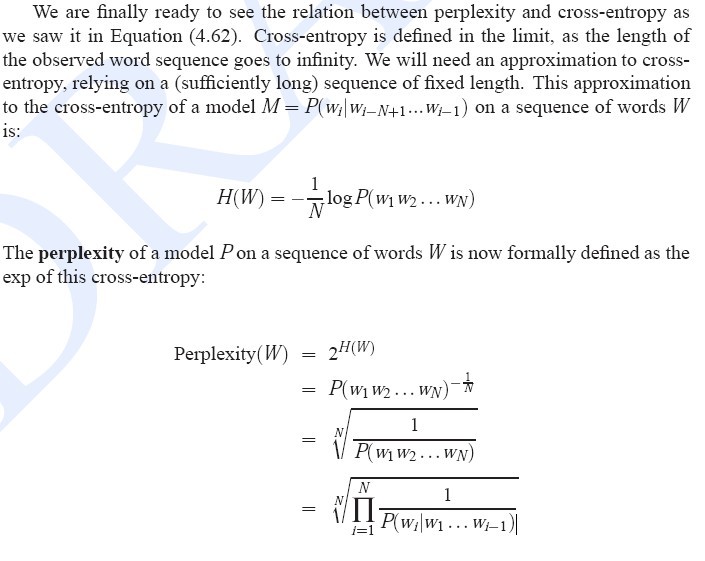 We are finally ready to see the relation between perplexity and cross-entropy as
we saw it in Equation (4.62). Cross-entropy is defined in the limit, as the length of
the observed word sequence goes to infinity. We will need an approximation to cross-
entropy, relying on a (sufficiently long) sequence of fixed length. This approximation
to the cross-entropy of a model M = P(w_i|w_{i−N+1}...w_{i−1}) on a sequence of words W
is:
H(W) = −\frac{1}{N} log P(w_1 w_2 ... w_N)
The perplexity of a model P on a sequence of words W is now formally defined as the
exp of this cross-entropy:
Perplexity(W) = 2^{H(W)}
= P(w_1 w_2 ... w_N)^{−\frac{1}{N}}
= \sqrt[N]{\frac{1}{P(w_1 w_2 ... w_N)}}
= \sqrt[N]{\prod_{i=1}^{N} \frac{1}{P(w_i|w_1 ... w_{i−1})|}}
DRA